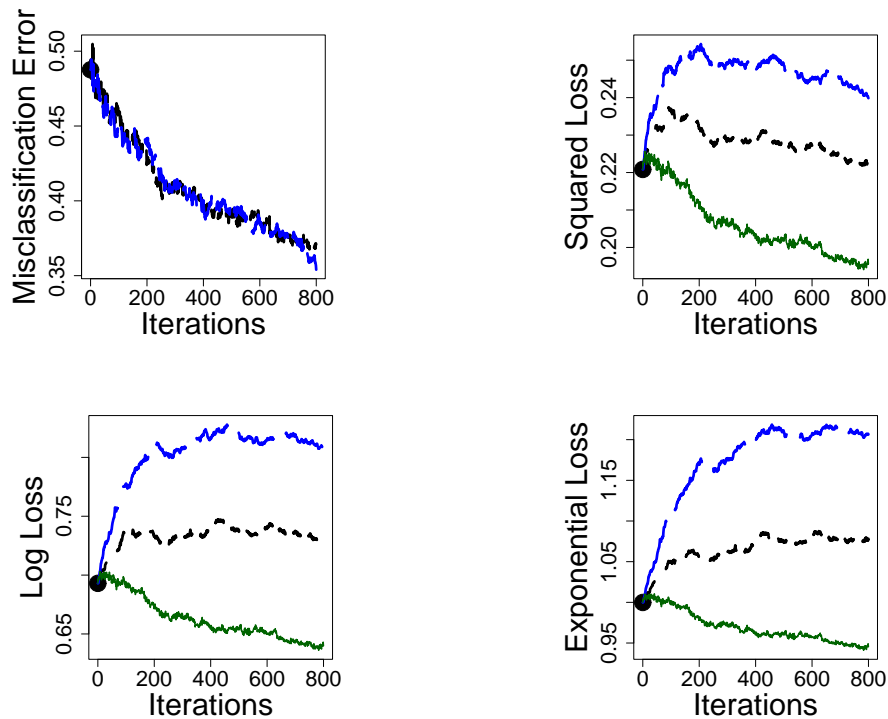 Misclassification Error
0.50
0.45
0.40
0.35
0 200 400 600 800
Iterations
Squared Loss
0.24
0.22
0.20
0 200 400 600 800
Iterations
Log Loss
0.75
0.65
0 200 400 600 800
Iterations
Exponential Loss
1.15
1.05
0.95
0 200 400 600 800
Iterations